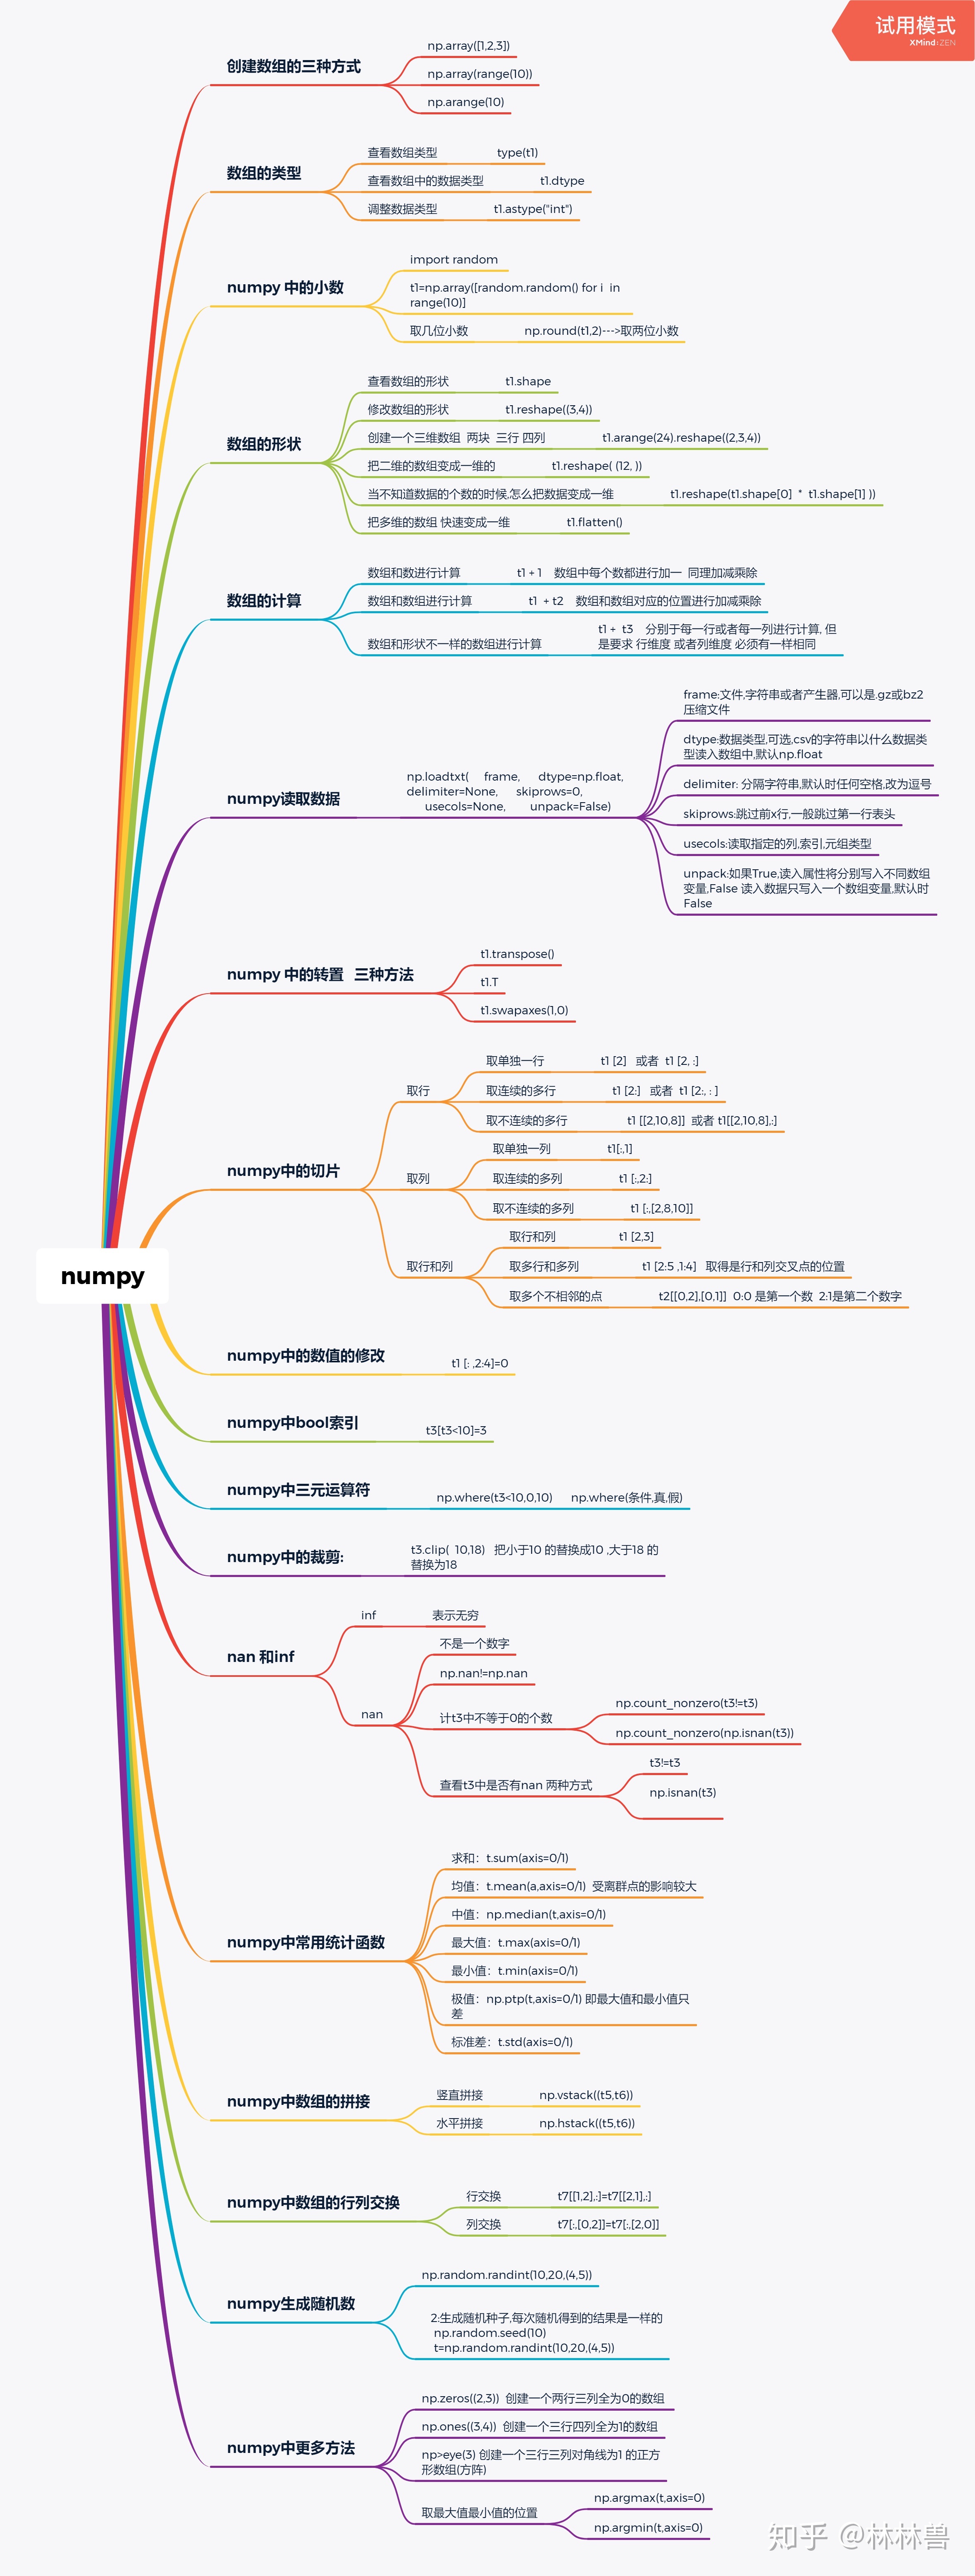 试用模式
XMind:ZEN
numpy
创建数组的三种方式
np.array([1,2,3])
np.array(range(10))
np.arange(10)
数组的类型
查看数组类型 type(t1)
查看数组中的数据类型 t1.dtype
调整数据类型 t1.astype("int")
numpy 中的小数
import random
t1=np.array([random.random() for i in
range(10)]
取几位小数 np.round(t1,2)--->取两位小数
数组的形状
查看数组的形状 t1.shape
修改数组的形状 t1.reshape((3,4))
创建一个三维数组 两块 三行 四列 t1.arange(24).reshape((2,3,4))
把二维的数组变成一维的 t1.reshape( (12, ))
当不知道数据的个数的时候,怎么把数据变成一维 t1.reshape(t1.shape[0] * t1.shape[1] ))
把多维的数组 快速变成一维 t1.flatten()
数组的计算
数组和数进行计算 t1 + 1 数组中每个数都进行加一 同理加减乘除
数组和数组进行计算 t1 + t2 数组和数组对应的位置进行加减乘除
数组和形状不一样的数组进行计算
t1 + t3 分别于每一行或者每一列进行计算, 但
是要求 行维度 或者列维度 必须有一样相同
numpy读取数据
np.loadtxt( frame, dtype=np.float,
delimiter=None, skiprows=0,
usecols=None, unpack=False)
frame:文件,字符串或者产生器,可以是.gz或bz2
压缩文件
dtype:数据类型,可选,csv的字符串以什么数据类
型读入数组中,默认np.float
delimiter: 分隔字符串,默认时任何空格,改为逗号
skiprows:跳过前x行,一般跳过第一行表头
usecols:读取指定的列,索引,元组类型
unpack:如果True,读入属性将分别写入不同数组
变量,False 读入数据只写入一个数组变量,默认时
False
numpy 中的转置 三种方法
t1.transpose()
t1.T
t1.swapaxes(1,0)
numpy中的切片
取行
取单独一行 t1 [2] 或者 t1 [2, :]
取连续的多行 t1 [2:] 或者 t1 [2:, : ]
取不连续的多行 t1 [[2,10,8]] 或者 t1[[2,10,8],:]
取列
取单独一列 t1[:,1]
取连续的多列 t1 [:,2:]
取不连续的多列 t1 [:,[2,8,10]]
取行和列
取行和列 t1 [2,3]
取多行和多列 t1 [2:5 ,1:4] 取得是行和列交叉点的位置
取多个不相邻的点 t2[[0,2],[0,1]] 0:0 是第一个数 2:1是第二个数字
numpy中的数值的修改 t1 [: ,2:4]=0
numpy中bool索引 t3[t3<10]=3
numpy中三元运算符 np.where(t3<10,0,10) np.where(条件,真,假)
numpy中的裁剪:
t3.clip( 10,18) 把小于10 的替换成10 ,大于18 的
替换为18
nan 和inf
inf 表示无穷
nan
不是一个数字
np.nan!=np.nan
计t3中不等于0的个数
np.count_nonzero(t3!=t3)
np.count_nonzero(np.isnan(t3))
查看t3中是否有nan 两种方式
t3!=t3
np.isnan(t3)
numpy中常用统计函数
求和：t.sum(axis=0/1)
均值：t.mean(a,axis=0/1) 受离群点的影响较大
中值：np.median(t,axis=0/1)
最大值：t.max(axis=0/1)
最小值：t.min(axis=0/1)
极值：np.ptp(t,axis=0/1) 即最大值和最小值只
差
标准差：t.std(axis=0/1)
numpy中数组的拼接
竖直拼接 np.vstack((t5,t6))
水平拼接 np.hstack((t5,t6))
numpy中数组的行列交换
行交换 t7[[1,2],:]=t7[[2,1],:]
列交换 t7[:,[0,2]]=t7[:,[2,0]]
numpy生成随机数
np.random.randint(10,20,(4,5))
2:生成随机种子,每次随机得到的结果是一样的
np.random.seed(10)
t=np.random.randint(10,20,(4,5))
numpy中更多方法
np.zeros((2,3)) 创建一个两行三列全为0的数组
np.ones((3,4)) 创建一个三行四列全为1的数组
np>eye(3) 创建一个三行三列对角线为1 的正方
形数组(方阵)
取最大值最小值的位置
np.argmax(t,axis=0)
np.argmin(t,axis=0)
知乎 @林林兽